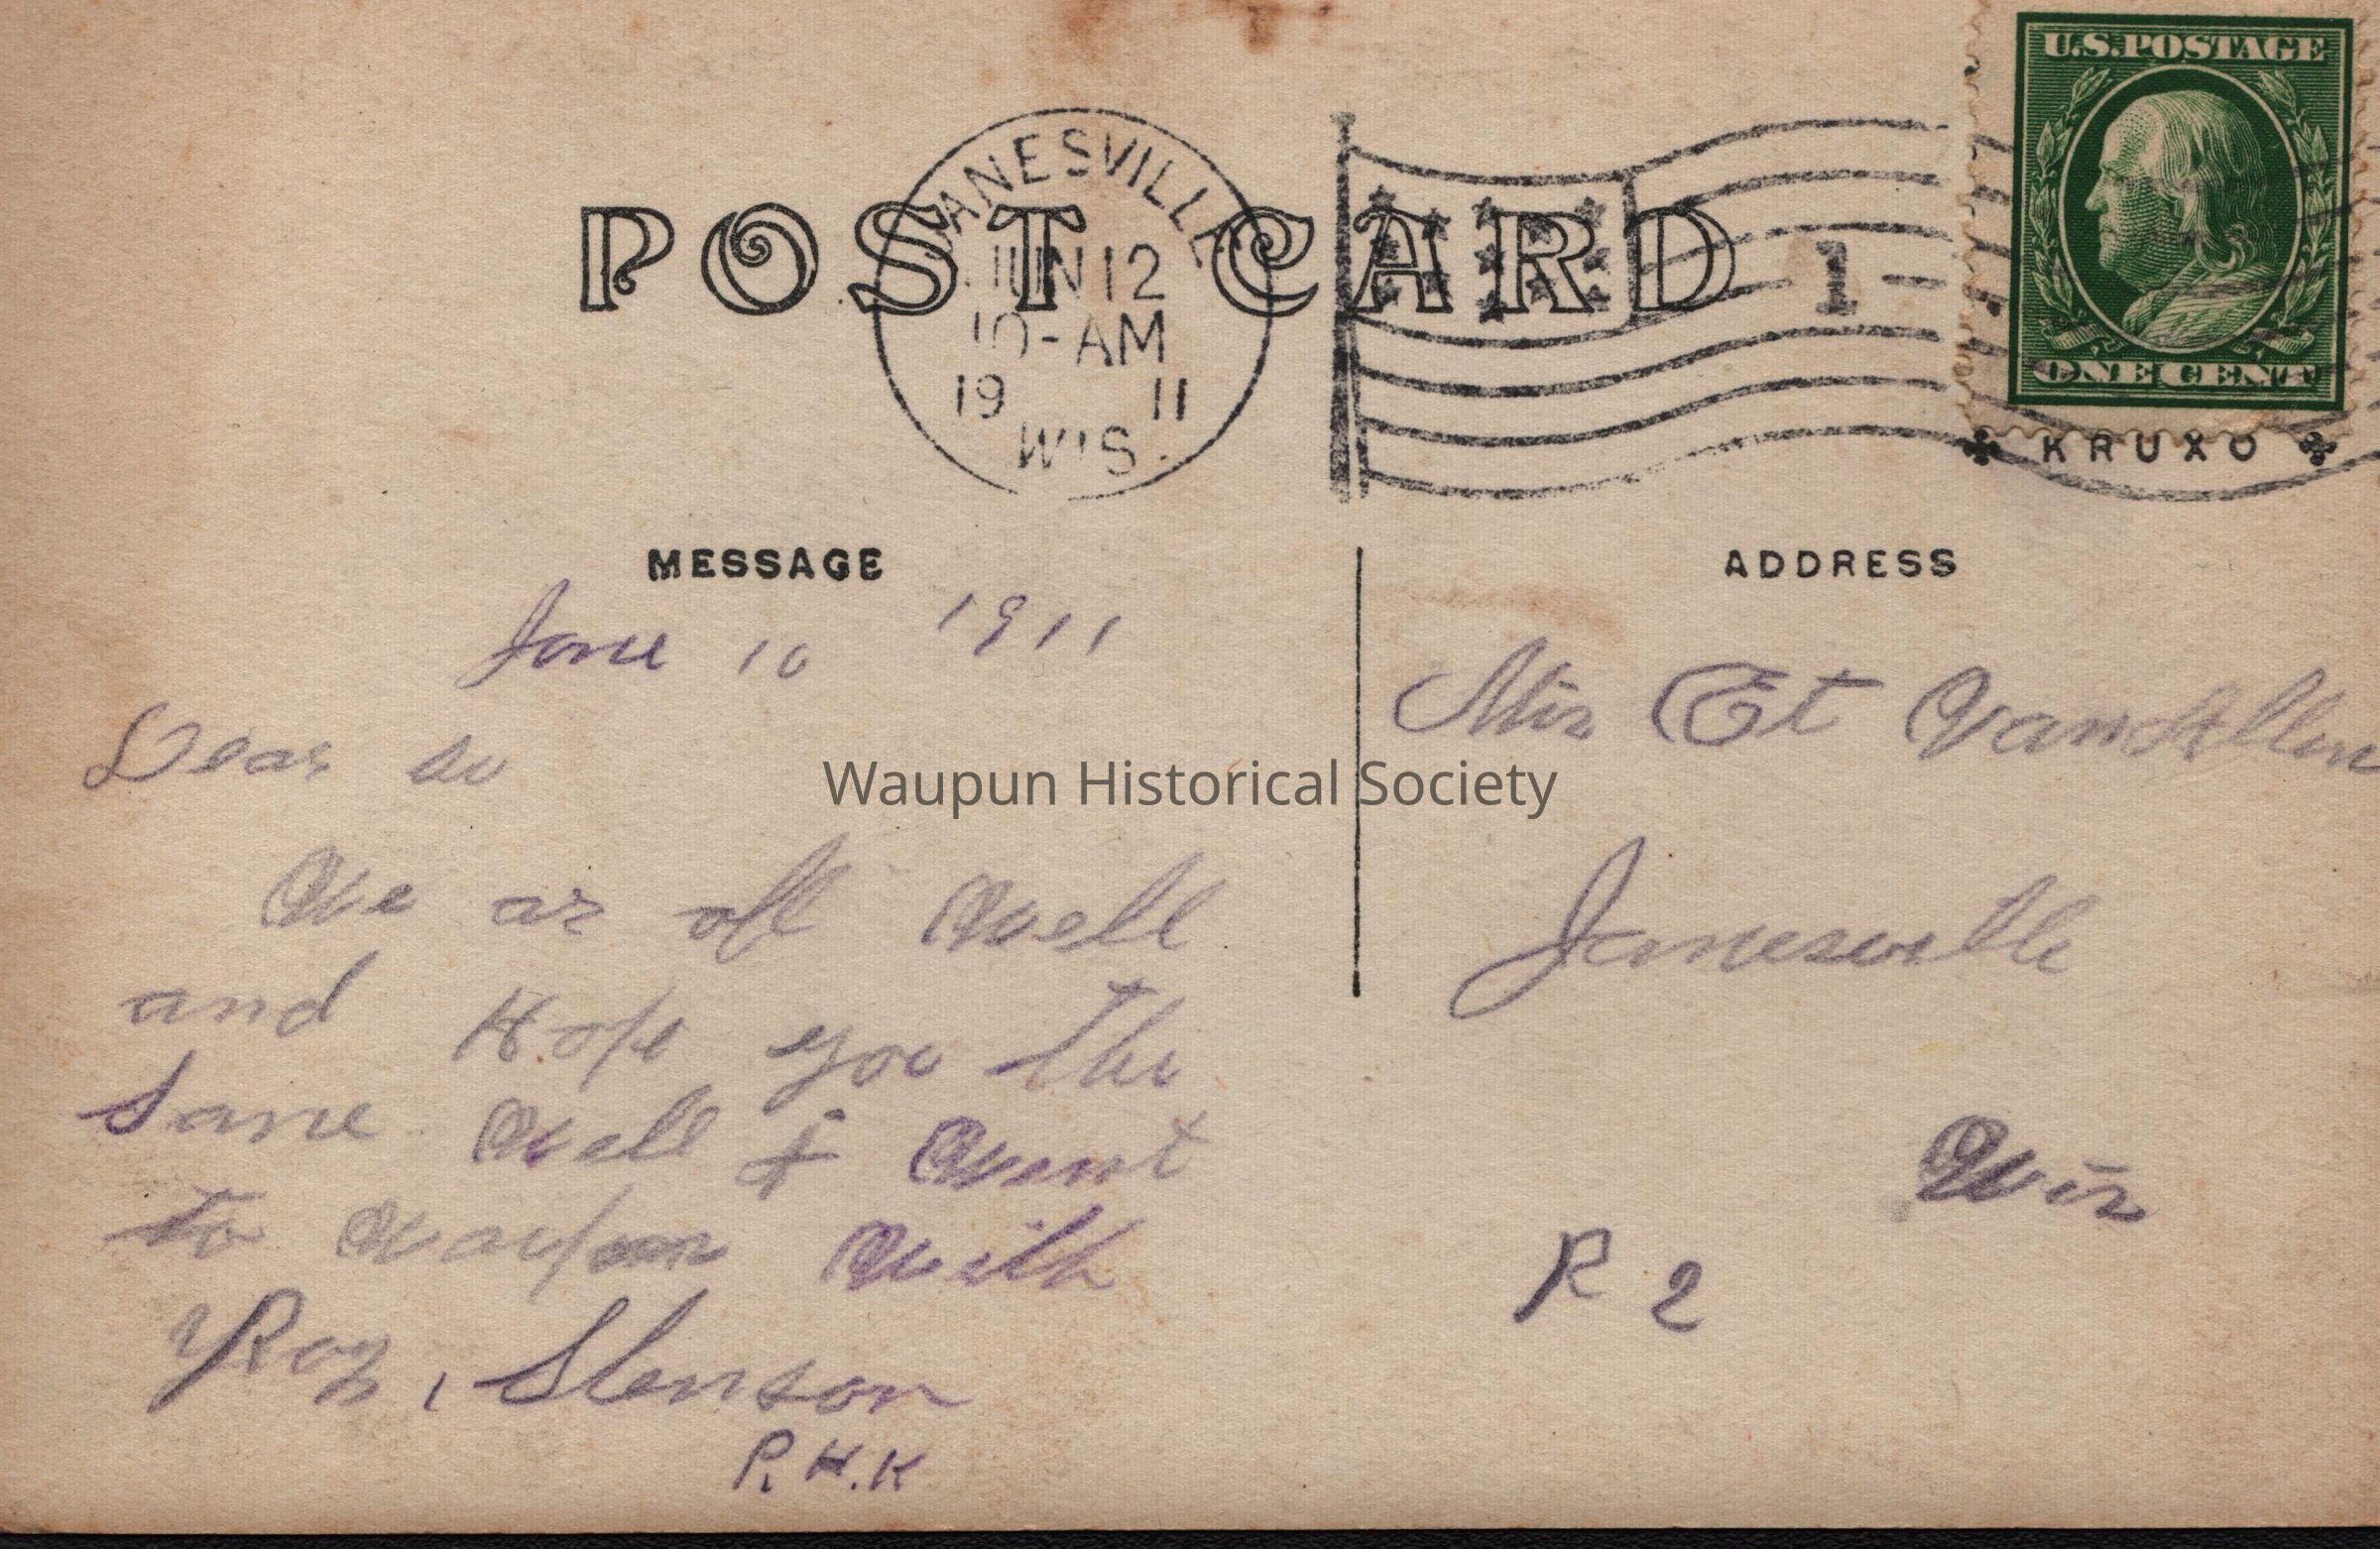 U.S. POSTAGE
ONE CENT
JANESVILLE
JUN 12
10-AM
19 11
WIS.
1
POST CARD
KRUXO
MESSAGE
ADDRESS
June 10 1911
Dear
We ar all Well
and Hope you the
Same Well I Went
to Waupun With
Roy, Stenson
R.H.K
Et VanAllen
Janesville
Wis
R 2
Waupun Historical Society